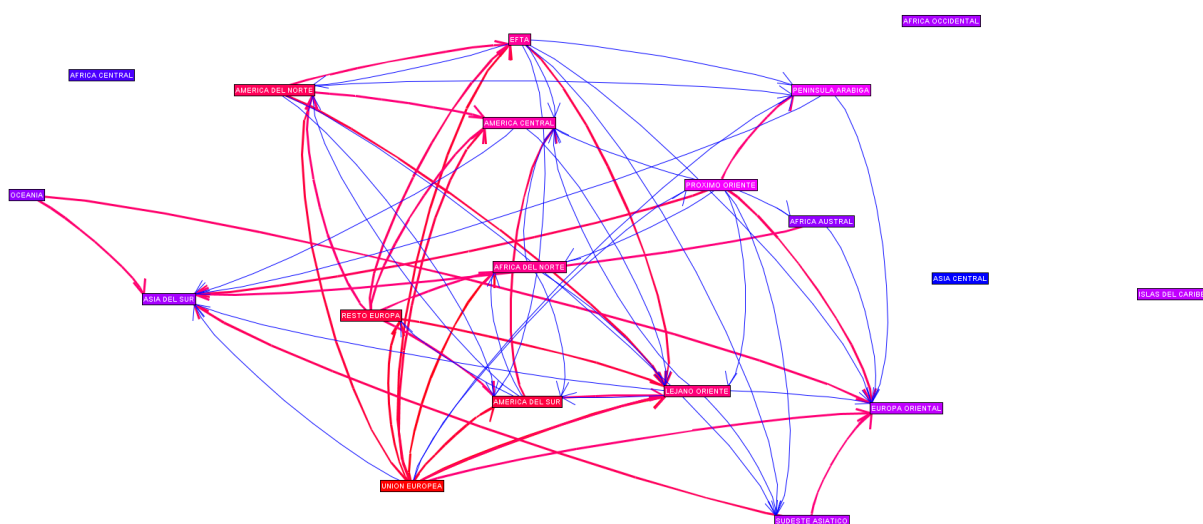 AFRICA OCCIDENTAL
EFTA
AFRICA CENTRAL
AMERICA DEL NORTE
PENINSULA ARABIGA
AMERICA CENTRAL
PROXIMO ORIENTE
OCEANIA
AFRICA AUSTRAL
AFRICA DEL NORTE
ASIA CENTRAL
ASIA DEL SUR
ISLAS DEL CARIBE
RESTO EUROPA
LEJANO ORIENTE
AMERICA DEL SUR
EUROPA ORIENTAL
UNION EUROPEA
SUDESTE ASIATICO